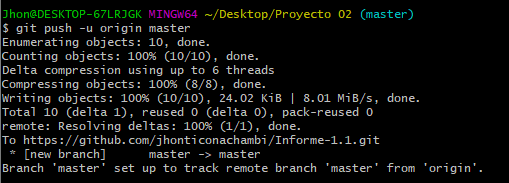 Jhon@DESKTOP-67LRJGK MINGW64 ~/Desktop/Proyecto 02 (master)
$ git push -u origin master
Enumerating objects: 10, done.
Counting objects: 100% (10/10), done.
Delta compression using up to 6 threads
Compressing objects: 100% (8/8), done.
Writing objects: 100% (10/10), 24.02 KiB | 8.01 MiB/s, done.
Total 10 (delta 1), reused 0 (delta 0), pack-reused 0
remote: Resolving deltas: 100% (1/1), done.
To https://github.com/jhonticonachambi/Informe-1.1.git
 * [new branch]      master -> master
Branch 'master' set up to track remote branch 'master' from 'origin'.